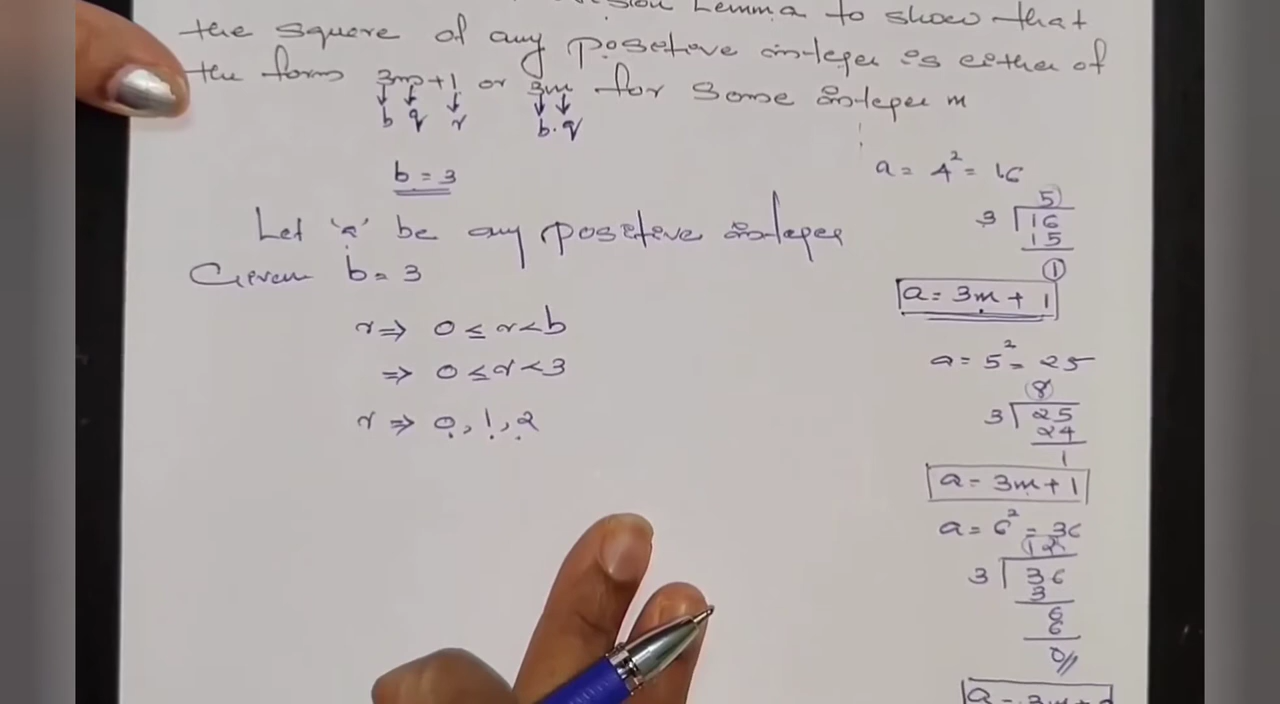 Lemma to show that
the square of any positive integer is either of
the form 3m+1 or 3m for some integer m
b q r b.q
b = 3
Let 'a' be any positive integer
Given b = 3
r ⇒ 0 ≤ r < b
⇒ 0 ≤ r < 3
r ⇒ 0, 1, 2
a = 4² = 16
5
3 16
15
1
a = 3m + 1
a = 5² = 25
8
3 25
24
1
a = 3m + 1
a = 6² = 36
12
3 36
3
6
6
0//